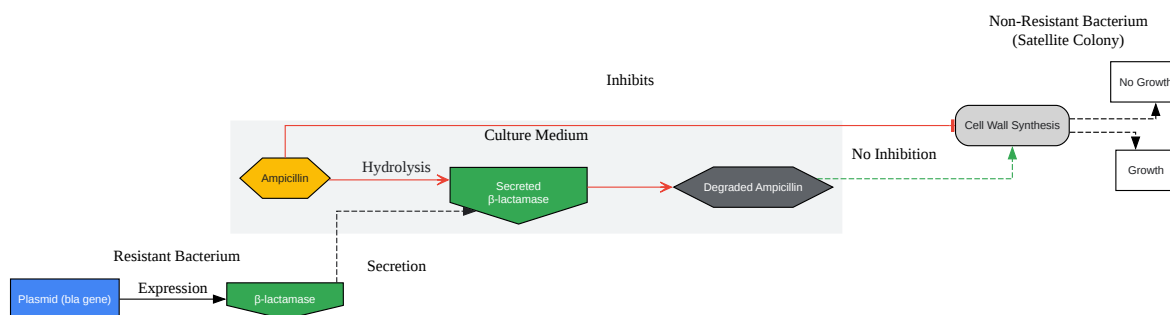 Non-Resistant Bacterium
(Satellite Colony)
Inhibits
No Growth
Cell Wall Synthesis
Culture Medium
No Inhibition
Hydrolysis
Growth
Ampicillin
Secreted
β-lactamase
Degraded Ampicillin
Resistant Bacterium
Secretion
Expression
Plasmid (bla gene)
β-lactamase